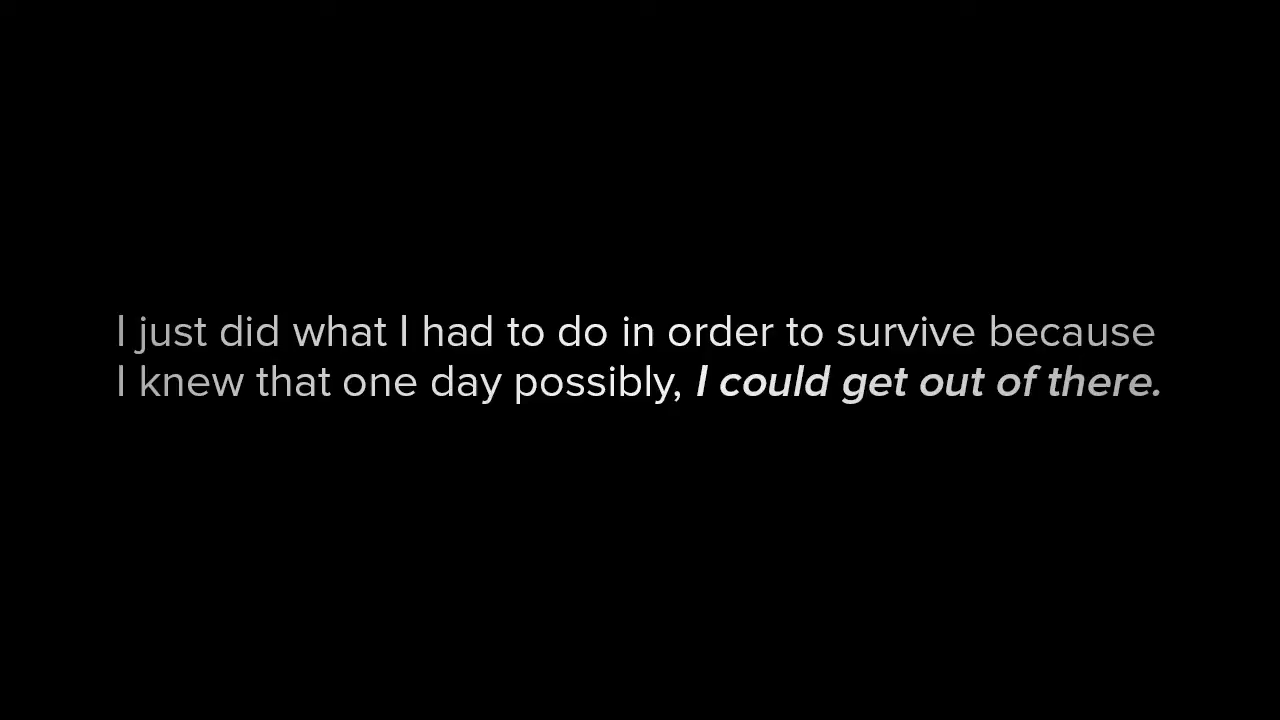 I just did what I had to do in order to survive because
I knew that one day possibly, I could get out of there.